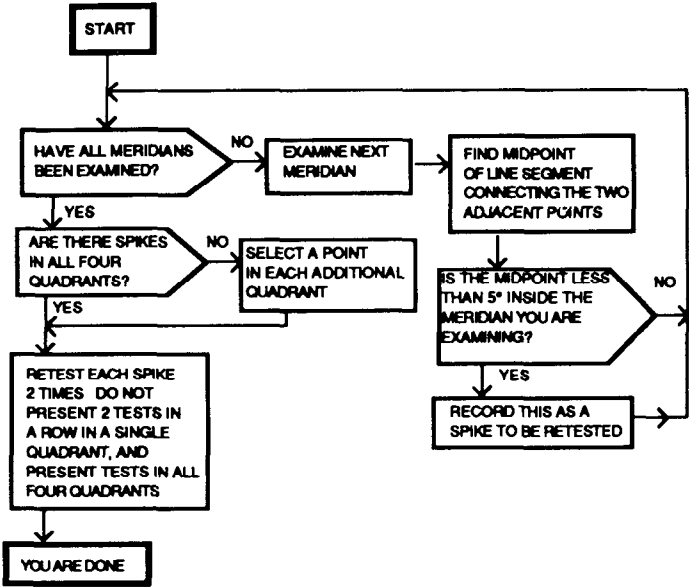 START
HAVE ALL MERIDIANS
BEEN EXAMINED?
NO
EXAMINE NEXT
MERIDIAN
FIND MIDPOINT
OF LINE SEGMENT
CONNECTING THE TWO
ADJACENT POINTS
YES
ARE THERE SPIKES
IN ALL FOUR
QUADRANTS?
NO
SELECT A POINT
IN EACH ADDITIONAL
QUADRANT
IS THE MIDPOINT LESS
THAN 5° INSIDE THE
MERIDIAN YOU ARE
EXAMINING?
NO
YES
YES
RETEST EACH SPIKE
2 TIMES DO NOT
PRESENT 2 TESTS IN
A ROW IN A SINGLE
QUADRANT, AND
PRESENT TESTS IN ALL
FOUR QUADRANTS
RECORD THIS AS A
SPIKE TO BE RETESTED
YOU ARE DONE